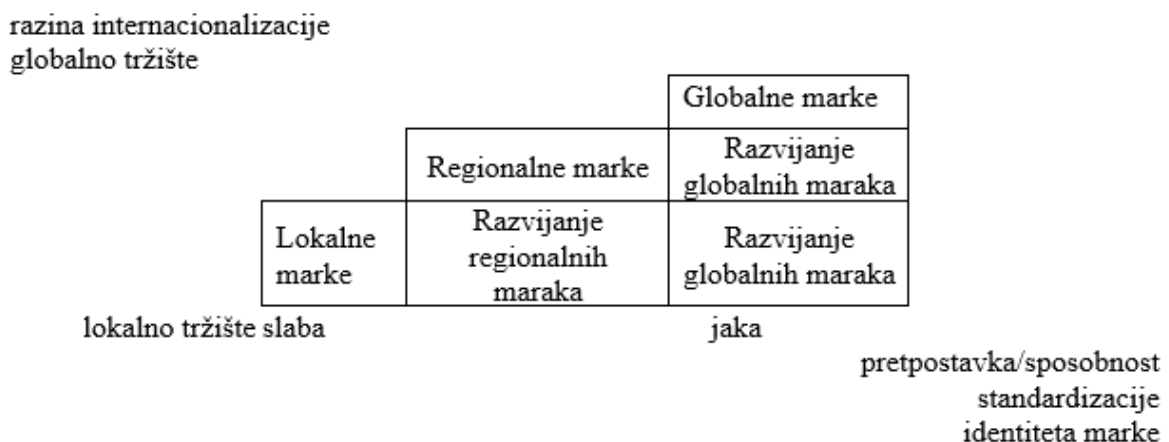 razina internacionalizacije
globalno tržište
Globalne marke
Regionalne marke
Razvijanje
globalnih maraka
Lokalne
marke
Razvijanje
regionalnih
maraka
Razvijanje
globalnih maraka
lokalno tržište slaba
jaka
pretpostavka/sposobnost
standardizacije
identiteta marke